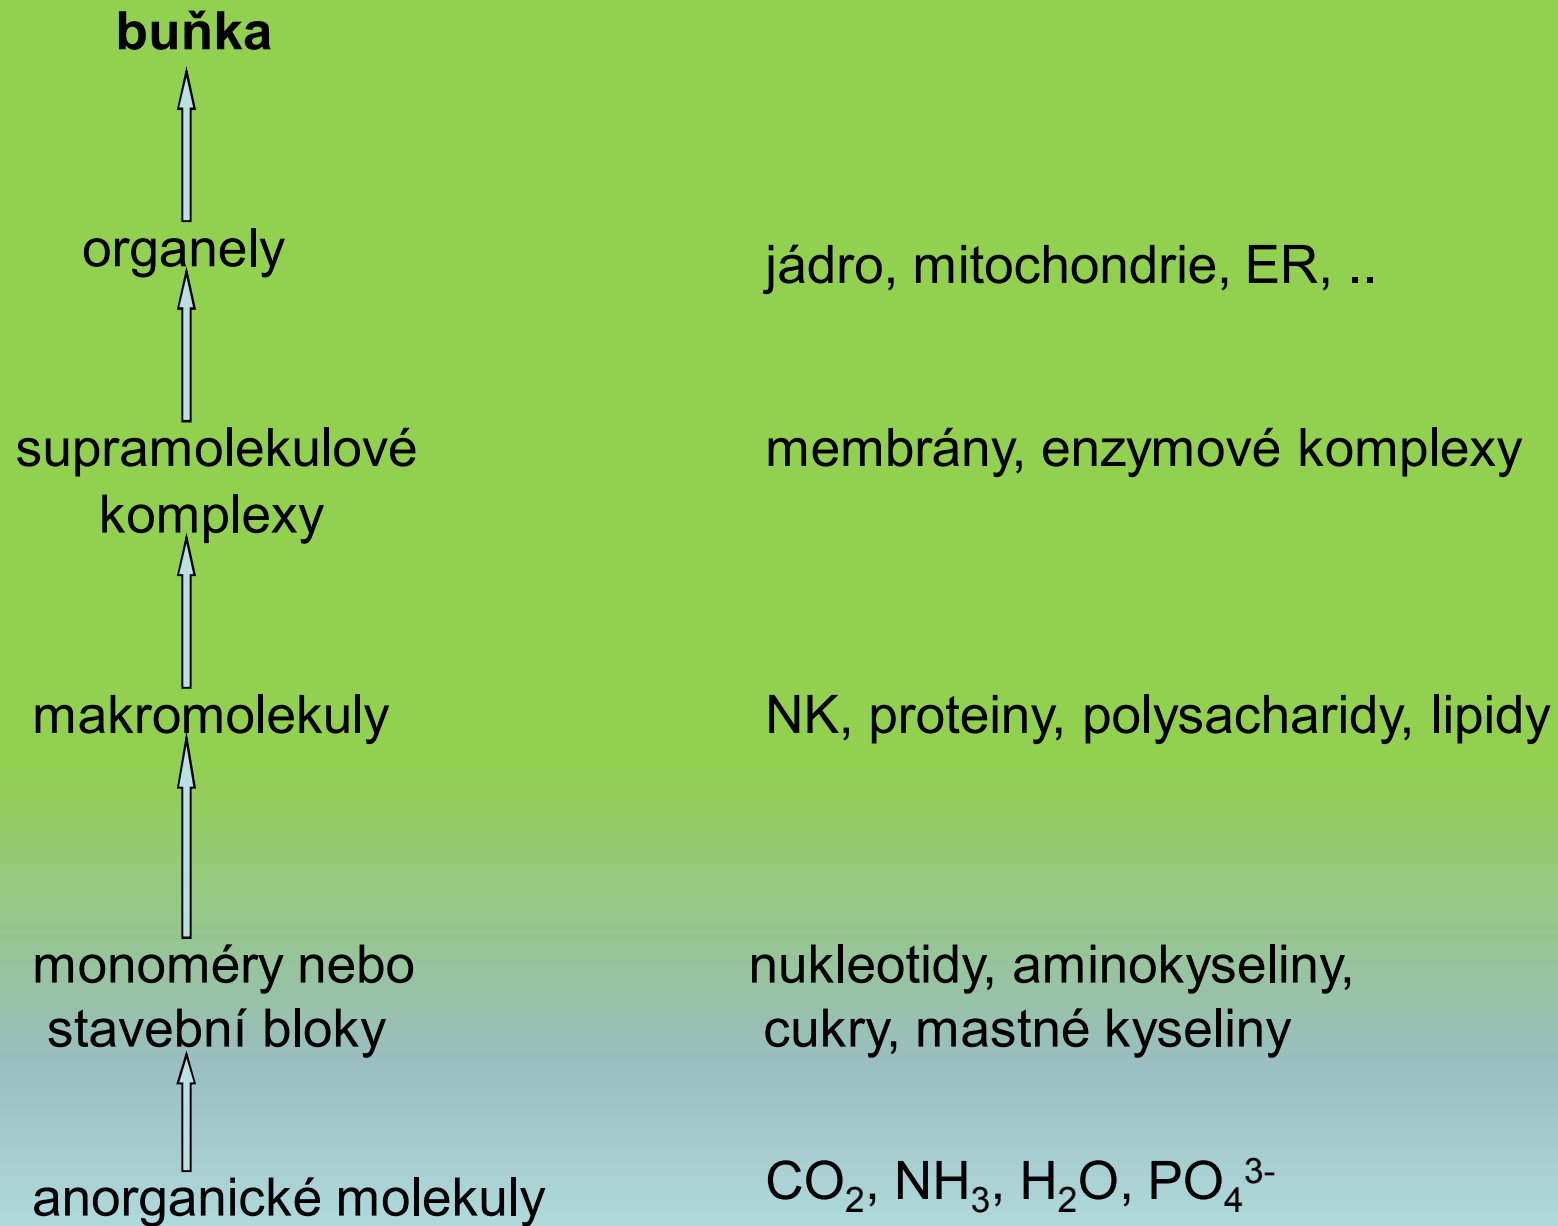 buňka
organely
jádro, mitochondrie, ER, ..
supramolekulové
komplexy
membrány, enzymové komplexy
makromolekuly
NK, proteiny, polysacharidy, lipidy
monoméry nebo
stavební bloky
nukleotidy, aminokyseliny,
cukry, mastné kyseliny
anorganické molekuly
CO₂, NH₃, H₂O, PO₄³⁻